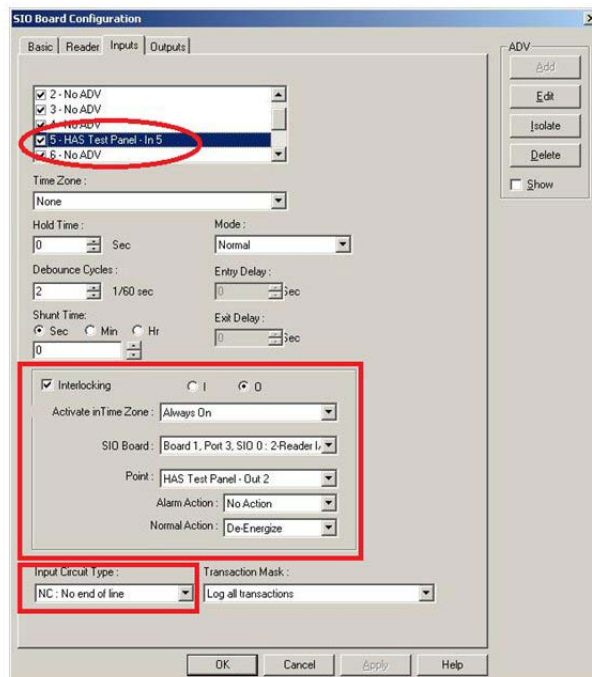 SIO Board Configuration
Basic Reader Inputs Outputs
2 - No ADV
3 - No ADV
4 - No ADV
5 - HAS Test Panel - In 5
6 - No ADV
Time Zone :
None
Hold Time : Mode :
0 Sec Normal
Debounce Cycles : Entry Delay :
2 1/60 sec 0 Sec
Shunt Time: Exit Delay :
Sec Min Hr 0 Sec
0
Interlocking I O
Activate inTime Zone : Always On
SIO Board : Board 1, Port 3, SIO 0 : 2-Reader I/
Point : HAS Test Panel - Out 2
Alarm Action : No Action
Normal Action : De-Energize
Input Circuit Type : Transaction Mask :
NC : No end of line Log all transactions
OK Cancel Apply Help
ADV
Add
Edit
Isolate
Delete
Show